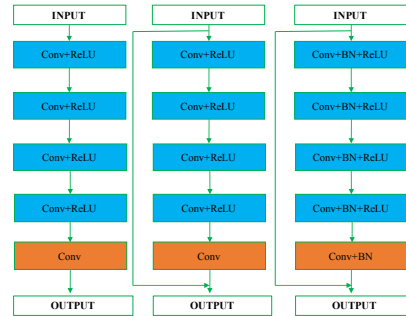 INPUT
Conv+ReLU
Conv+ReLU
Conv+ReLU
Conv+ReLU
Conv
OUTPUT
INPUT
Conv+ReLU
Conv+ReLU
Conv+ReLU
Conv+ReLU
Conv
OUTPUT
INPUT
Conv+BN+ReLU
Conv+BN+ReLU
Conv+BN+ReLU
Conv+BN+ReLU
Conv+BN
OUTPUT